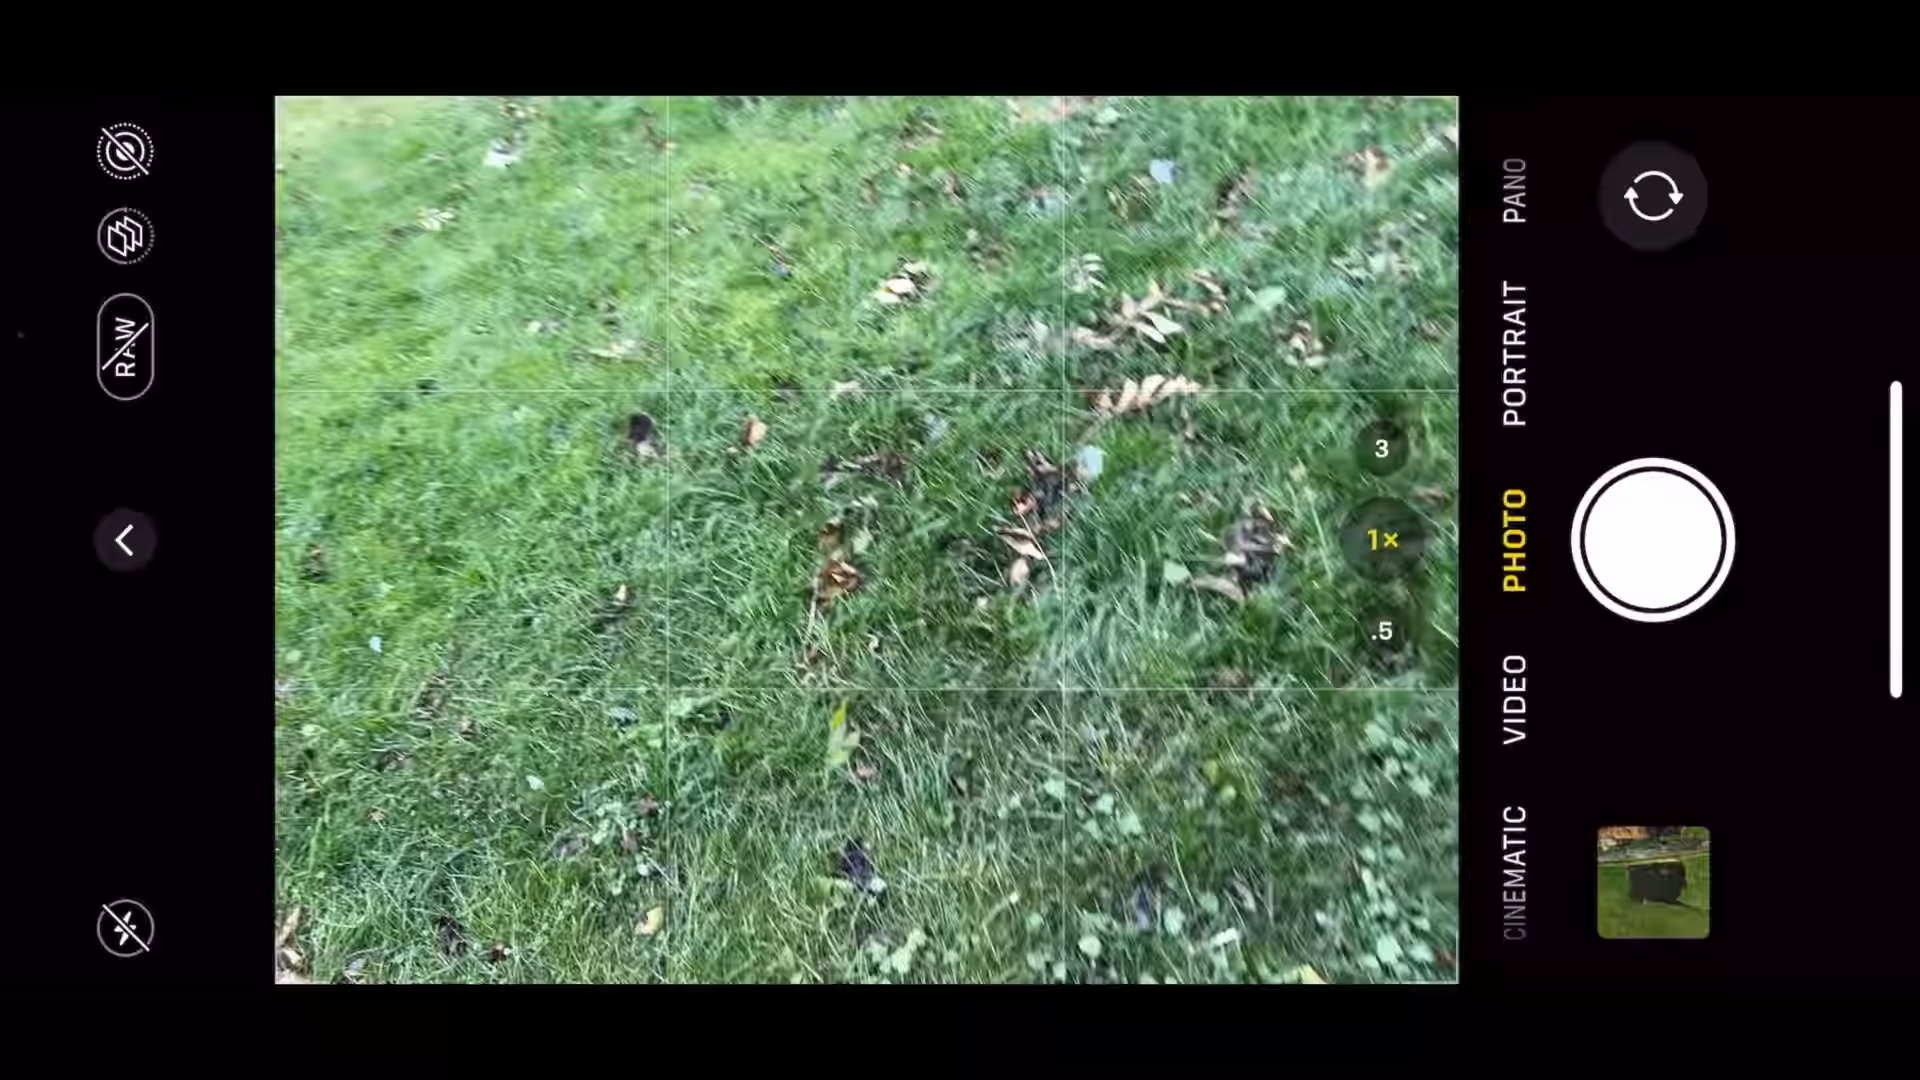 RAW
3
1×
.5
PANO
PORTRAIT
PHOTO
VIDEO
CINEMATIC